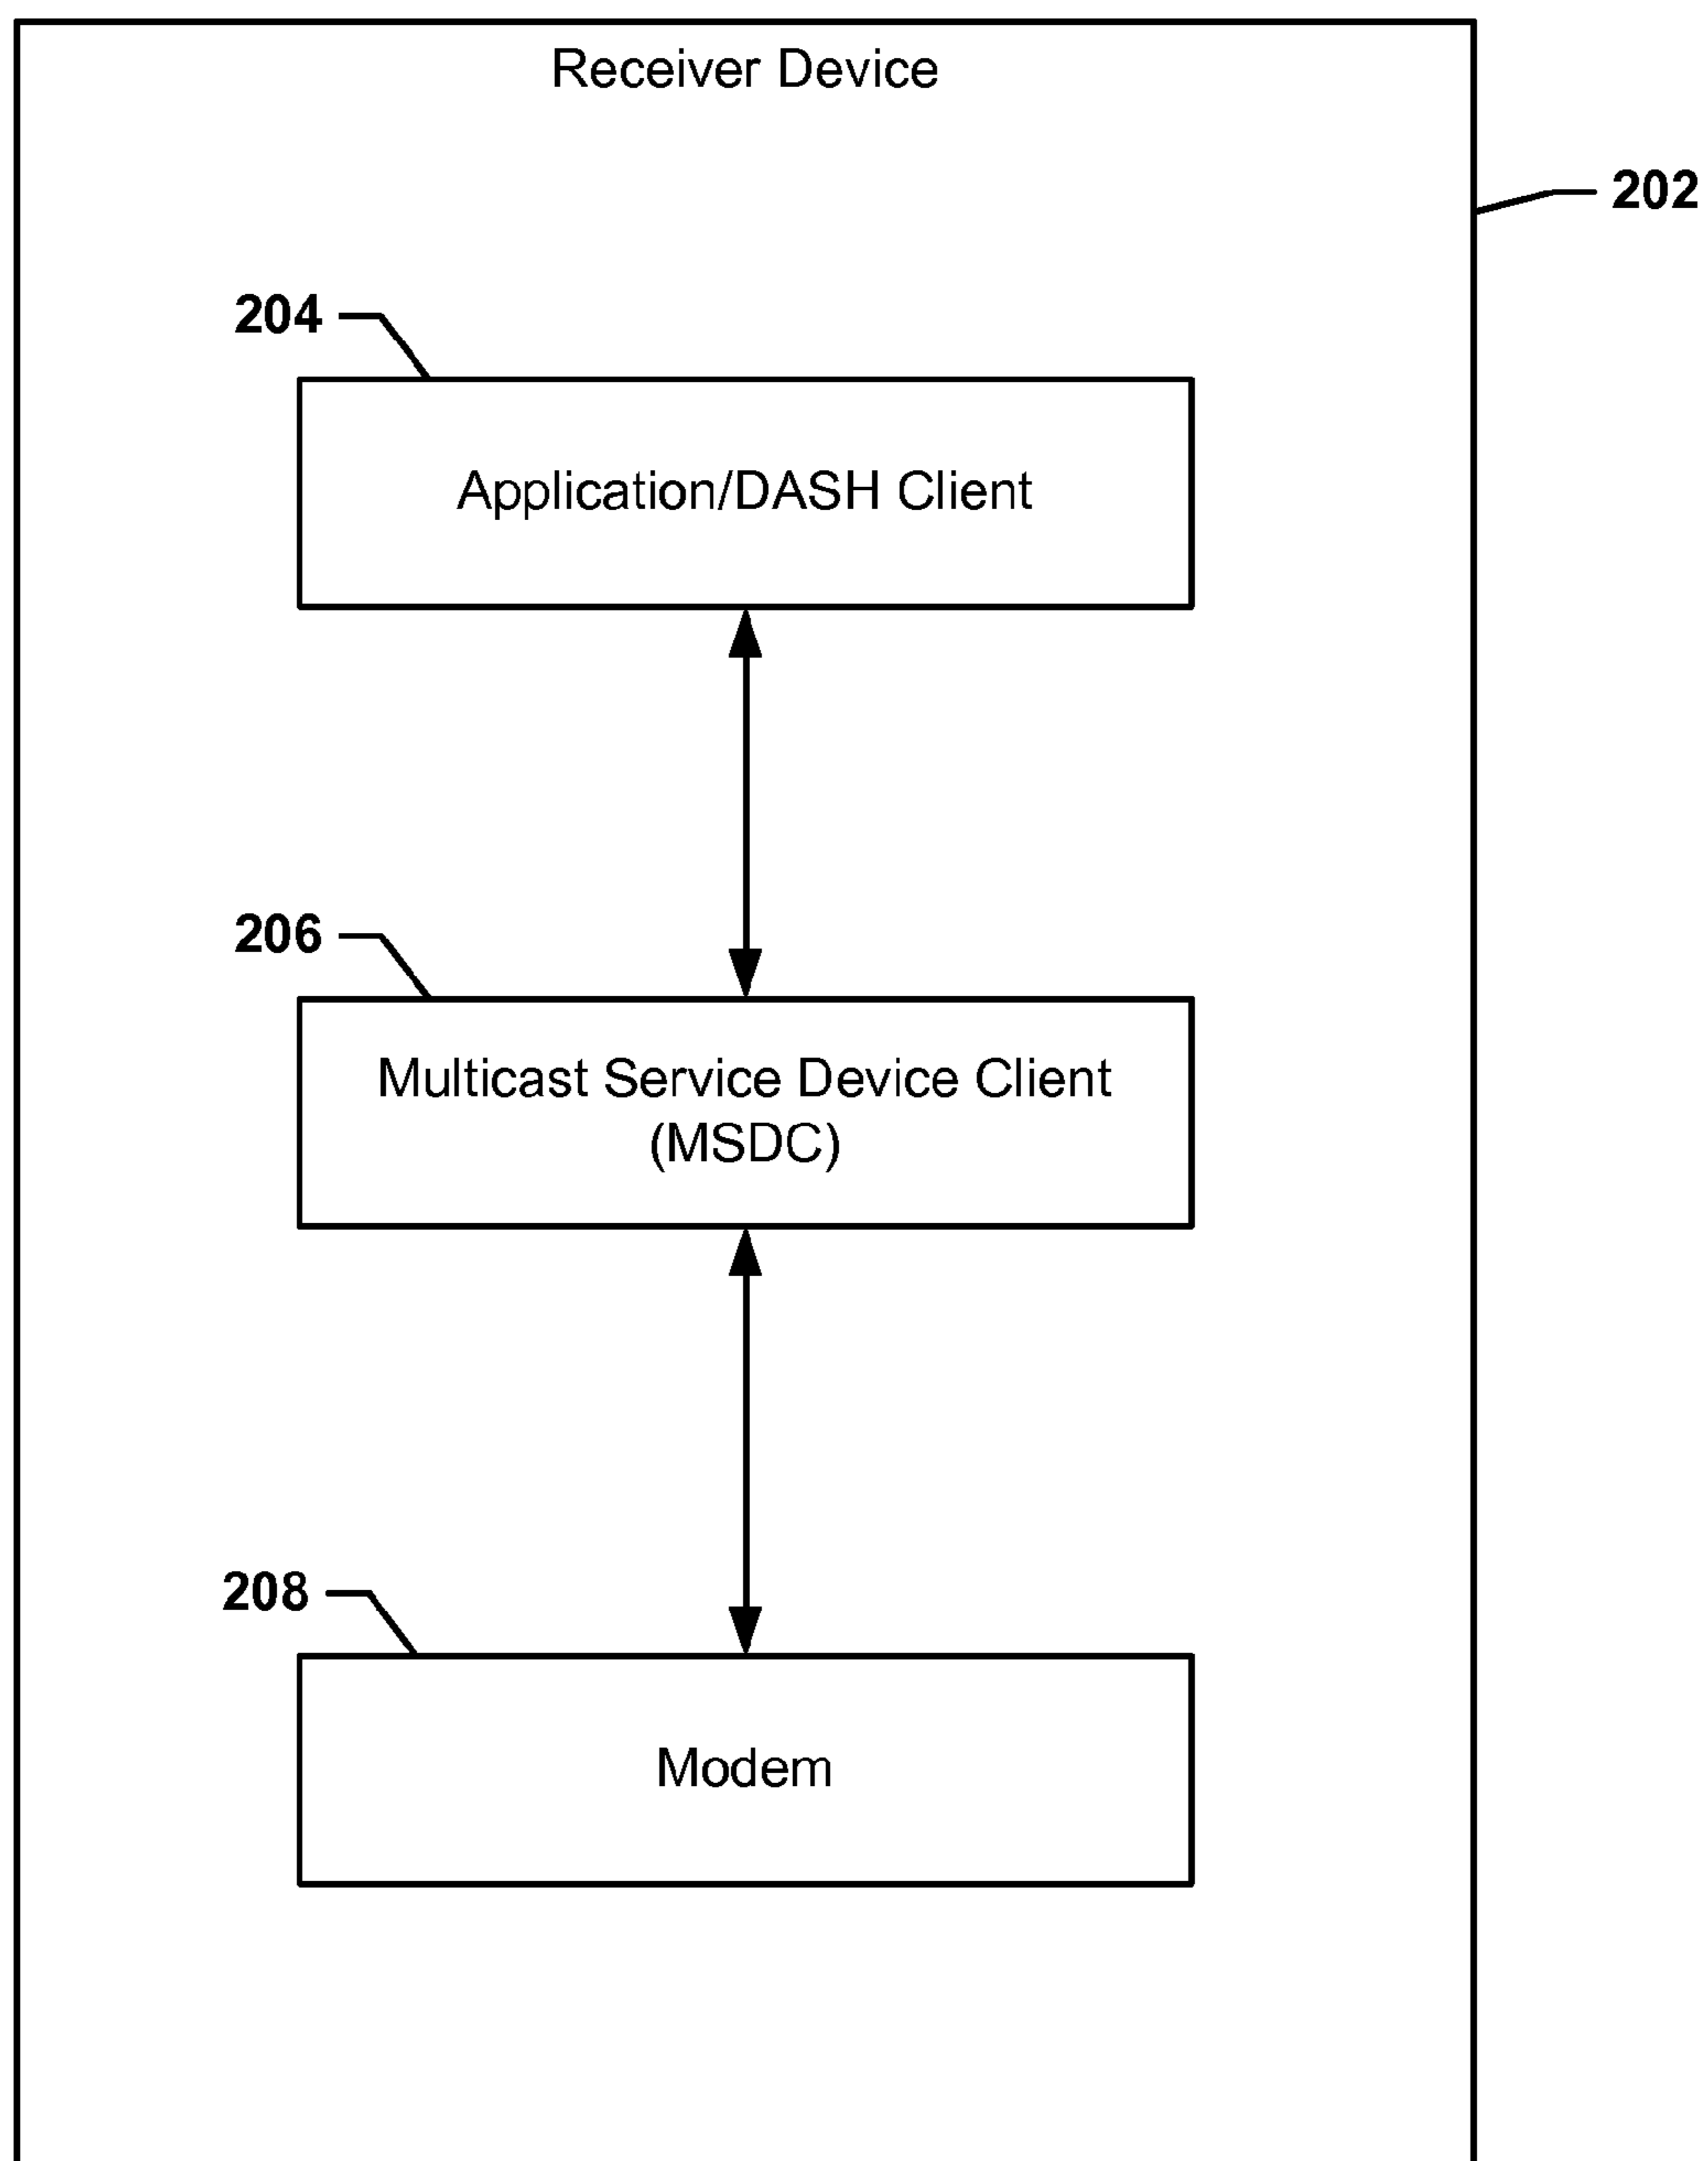 Receiver Device
202
204
Application/DASH Client
206
Multicast Service Device Client
(MSDC)
208
Modem